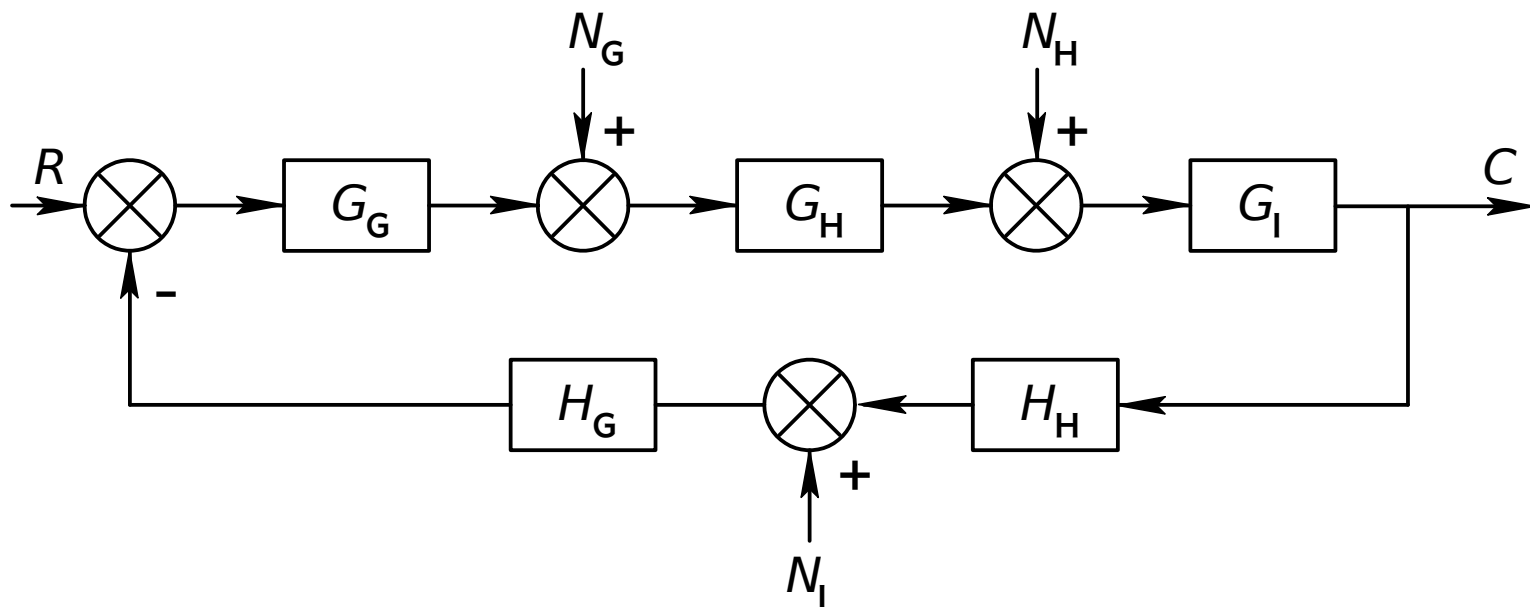 N_G
N_H
+
+
R
G_G
G_H
G_I
C
-
H_G
H_H
+
N_I